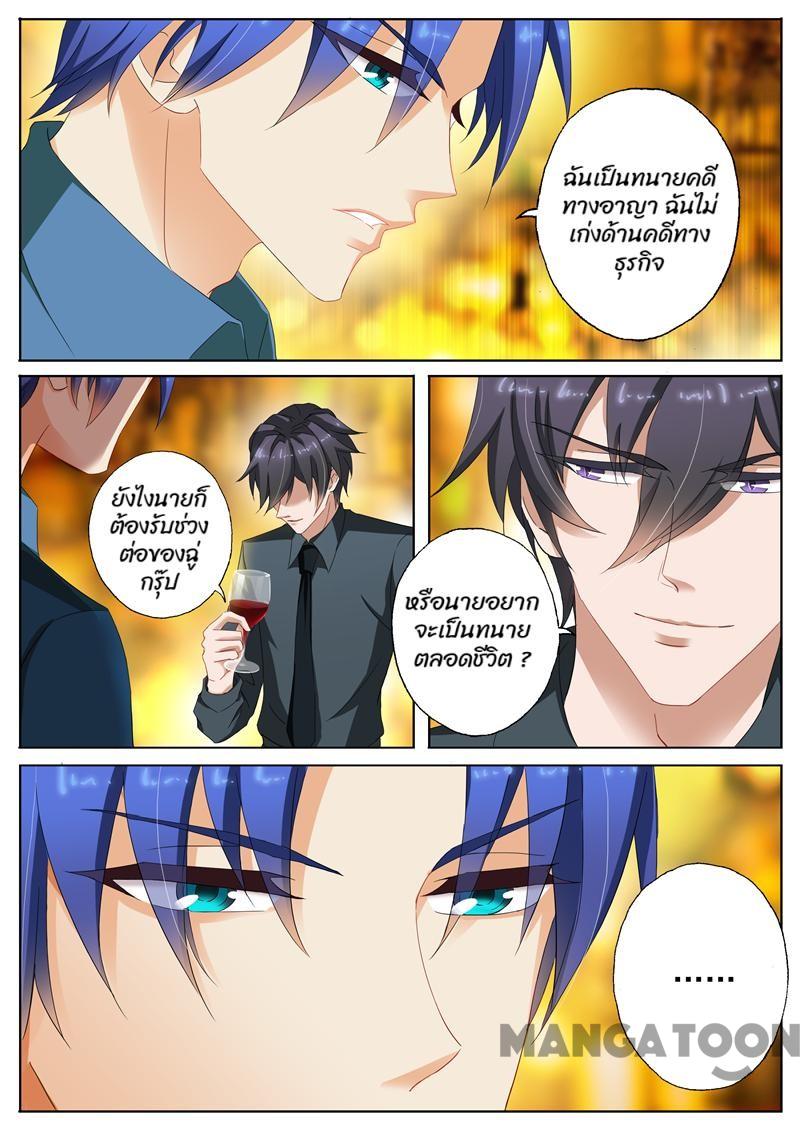 ฉันเป็นทนายคดี
ทางอาญา ฉันไม่
เก่งด้านคดีทาง
ธุรกิจ
ยังไงนายก็
ต้องรับช่วง
ต่อของฉู่
กรุ๊ป
หรือนายอยาก
จะเป็นทนาย
ตลอดชีวิต ?
......
MANGATOON